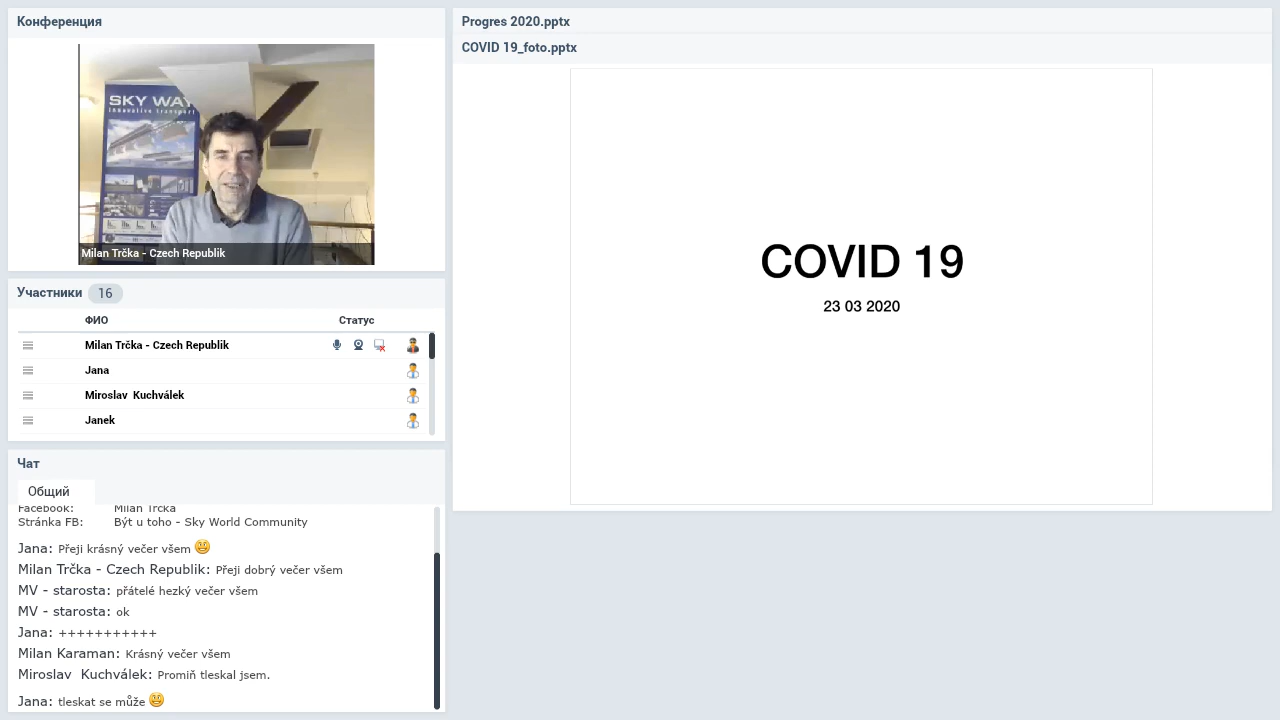 Конференция
SKY WAY
innovative transport
Milan Trčka - Czech Republik
Участники 16
ФИО Статус
Milan Trčka - Czech Republik
Jana
Miroslav Kuchválek
Janek
Чат
Общий
Facebook: Milan Trčka
Stránka FB: Být u toho - Sky World Community
Jana: Přeji krásný večer všem
Milan Trčka - Czech Republik: Přeji dobrý večer všem
MV - starosta: přátelé hezký večer všem
MV - starosta: ok
Jana: +++++++++++
Milan Karaman: Krásný večer všem
Miroslav Kuchválek: Promiň tleskal jsem.
Jana: tleskat se může
Progres 2020.pptx
COVID 19_foto.pptx
COVID 19
23 03 2020